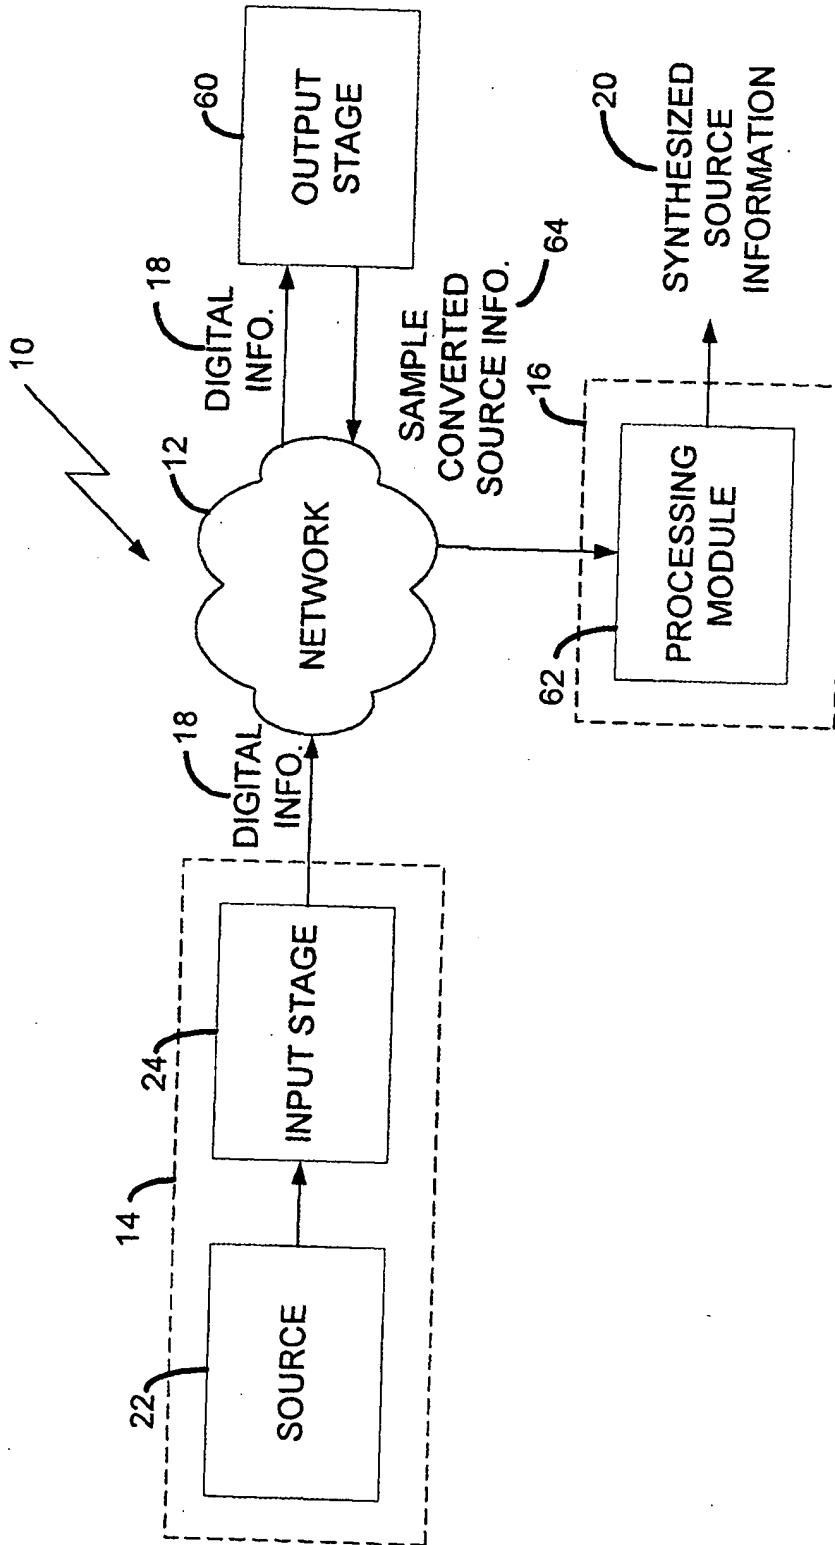 10
14
22
SOURCE
24
INPUT STAGE
18
DIGITAL
INFO.
12
NETWORK
18
DIGITAL
INFO.
60
OUTPUT
STAGE
SAMPLE
CONVERTED
SOURCE INFO.
64
16
62
PROCESSING
MODULE
20
SYNTHESIZED
SOURCE
INFORMATION